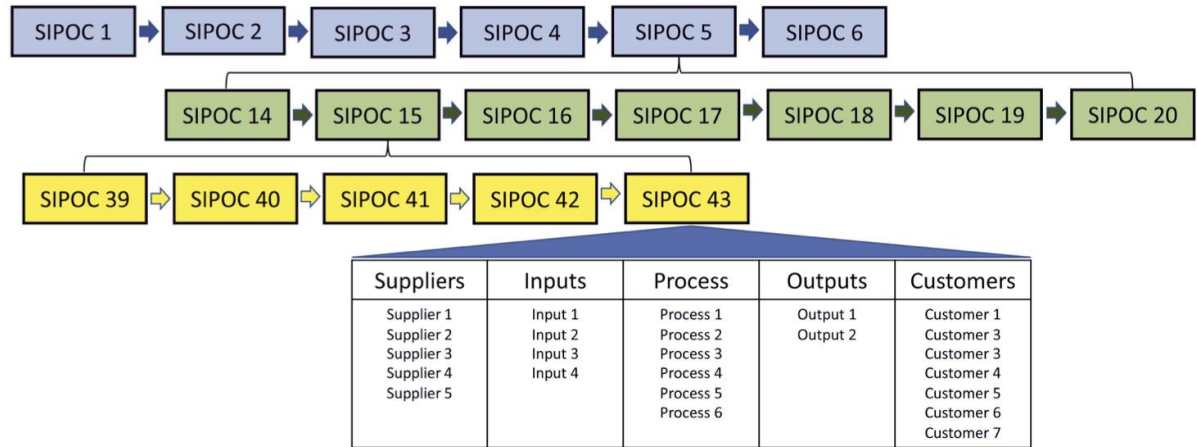 SIPOC 1 SIPOC 2 SIPOC 3 SIPOC 4 SIPOC 5 SIPOC 6
SIPOC 14 SIPOC 15 SIPOC 16 SIPOC 17 SIPOC 18 SIPOC 19 SIPOC 20
SIPOC 39 SIPOC 40 SIPOC 41 SIPOC 42 SIPOC 43
Suppliers Inputs Process Outputs Customers
Supplier 1 Input 1 Process 1 Output 1 Customer 1
Supplier 2 Input 2 Process 2 Output 2 Customer 3
Supplier 3 Input 3 Process 3 Customer 3
Supplier 4 Input 4 Process 4 Customer 4
Supplier 5 Process 5 Customer 5
Process 6 Customer 6
Customer 7